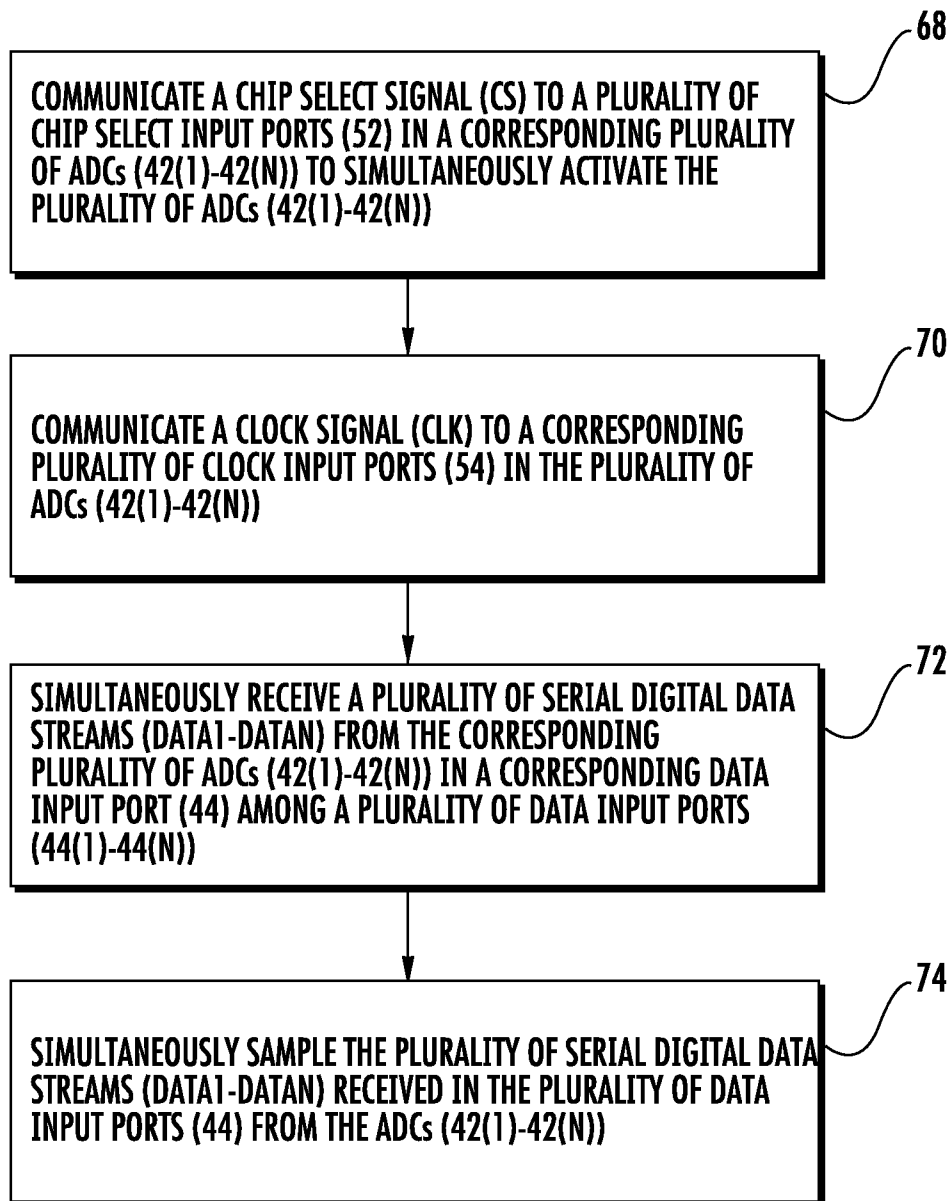 68
COMMUNICATE A CHIP SELECT SIGNAL (CS) TO A PLURALITY OF
CHIP SELECT INPUT PORTS (52) IN A CORRESPONDING PLURALITY
OF ADCs (42(1)-42(N)) TO SIMULTANEOUSLY ACTIVATE THE
PLURALITY OF ADCs (42(1)-42(N))
70
COMMUNICATE A CLOCK SIGNAL (CLK) TO A CORRESPONDING
PLURALITY OF CLOCK INPUT PORTS (54) IN THE PLURALITY OF
ADCs (42(1)-42(N))
72
SIMULTANEOUSLY RECEIVE A PLURALITY OF SERIAL DIGITAL DATA
STREAMS (DATA1-DATAN) FROM THE CORRESPONDING
PLURALITY OF ADCs (42(1)-42(N)) IN A CORRESPONDING DATA
INPUT PORT (44) AMONG A PLURALITY OF DATA INPUT PORTS
(44(1)-44(N))
74
SIMULTANEOUSLY SAMPLE THE PLURALITY OF SERIAL DIGITAL DATA
STREAMS (DATA1-DATAN) RECEIVED IN THE PLURALITY OF DATA
INPUT PORTS (44) FROM THE ADCs (42(1)-42(N))